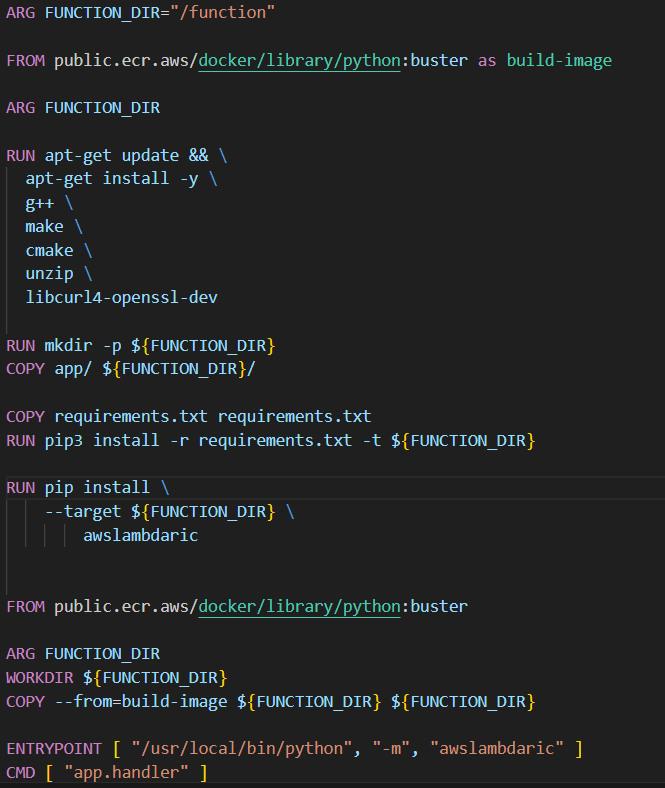 ARG FUNCTION_DIR="/function"
FROM public.ecr.aws/docker/library/python:buster as build-image
ARG FUNCTION_DIR
RUN apt-get update && \
apt-get install -y \
g++ \
make \
cmake \
unzip \
libcurl4-openssl-dev
RUN mkdir -p ${FUNCTION_DIR}
COPY app/ ${FUNCTION_DIR}/
COPY requirements.txt requirements.txt
RUN pip3 install -r requirements.txt -t ${FUNCTION_DIR}
RUN pip install \
--target ${FUNCTION_DIR} \
awslambdaric
FROM public.ecr.aws/docker/library/python:buster
ARG FUNCTION_DIR
WORKDIR ${FUNCTION_DIR}
COPY --from=build-image ${FUNCTION_DIR} ${FUNCTION_DIR}
ENTRYPOINT [ "/usr/local/bin/python", "-m", "awslambdaric" ]
CMD [ "app.handler" ]